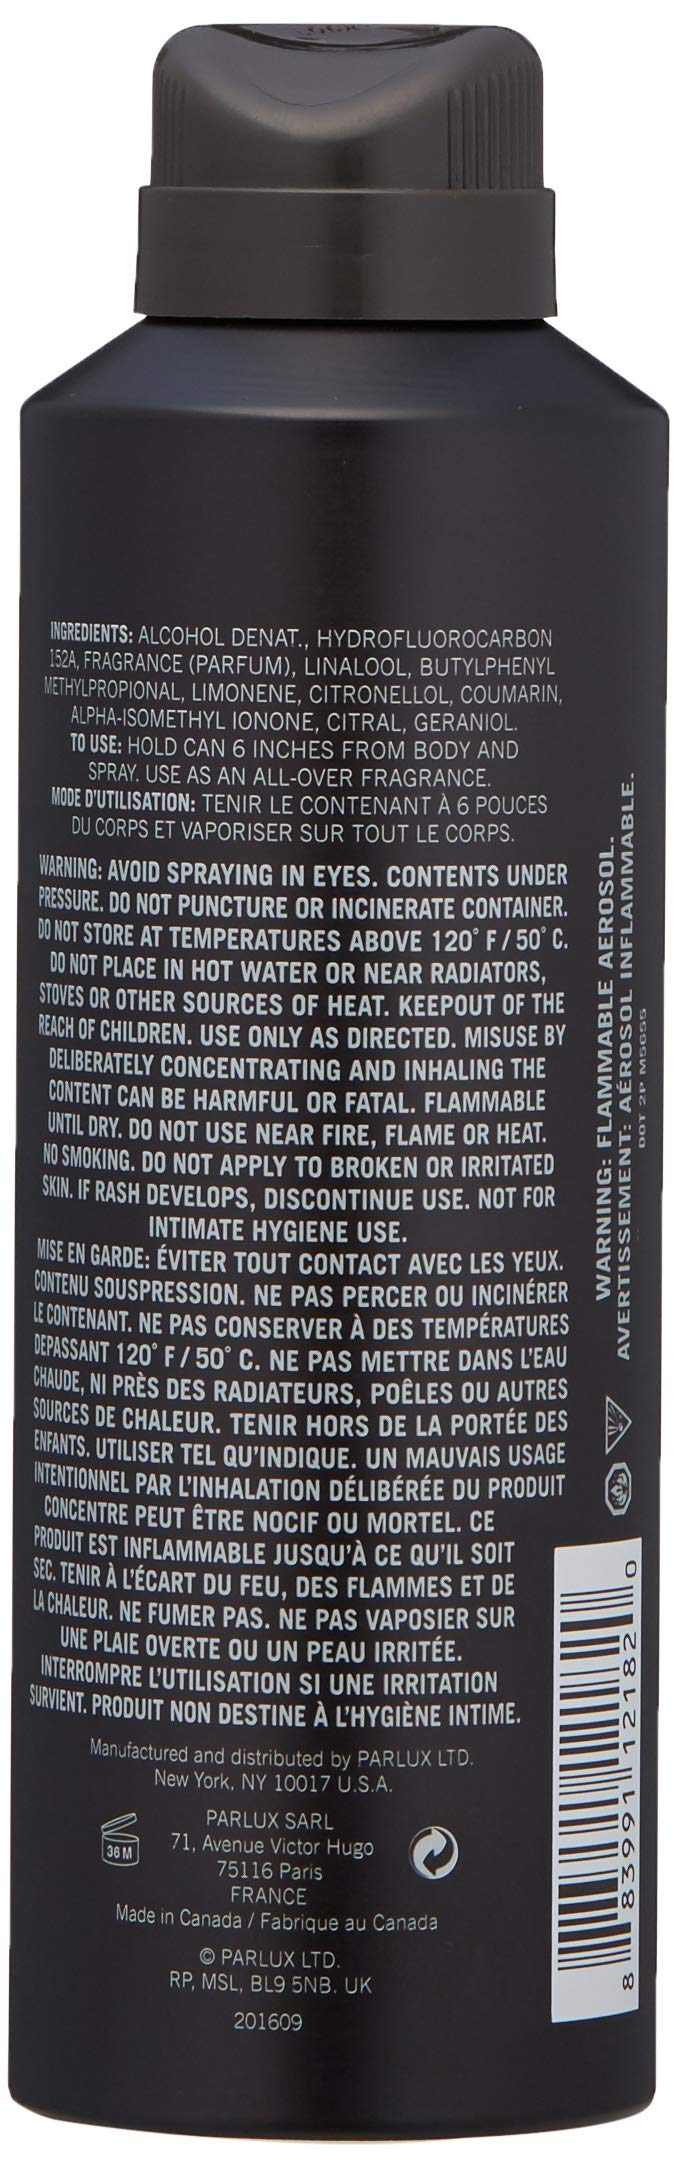 INGREDIENTS: ALCOHOL DENAT., HYDROFLUOROCARBON
152A, FRAGRANCE (PARFUM), LINALOOL, BUTYLPHENYL
METHYLPROPIONAL, LIMONENE, CITRONELLOL, COUMARIN,
ALPHA-ISOMETHYL IONONE, CITRAL, GERANIOL.
TO USE: HOLD CAN 6 INCHES FROM BODY AND
SPRAY. USE AS AN ALL-OVER FRAGRANCE.
MODE D'UTILISATION: TENIR LE CONTENANT À 6 POUCES
DU CORPS ET VAPORISER SUR TOUT LE CORPS.
WARNING: AVOID SPRAYING IN EYES. CONTENTS UNDER
PRESSURE. DO NOT PUNCTURE OR INCINERATE CONTAINER.
DO NOT STORE AT TEMPERATURES ABOVE 120° F / 50° C.
DO NOT PLACE IN HOT WATER OR NEAR RADIATORS,
STOVES OR OTHER SOURCES OF HEAT. KEEPOUT OF THE
REACH OF CHILDREN. USE ONLY AS DIRECTED. MISUSE BY
DELIBERATELY CONCENTRATING AND INHALING THE
CONTENT CAN BE HARMFUL OR FATAL. FLAMMABLE
UNTIL DRY. DO NOT USE NEAR FIRE, FLAME OR HEAT.
NO SMOKING. DO NOT APPLY TO BROKEN OR IRRITATED
SKIN. IF RASH DEVELOPS, DISCONTINUE USE. NOT FOR
INTIMATE HYGIENE USE.
MISE EN GARDE: ÉVITER TOUT CONTACT AVEC LES YEUX.
CONTENU SOUSPRESSION. NE PAS PERCER OU INCINÉRER
LE CONTENANT. NE PAS CONSERVER À DES TEMPÉRATURES
DEPASSANT 120° F / 50° C. NE PAS METTRE DANS L'EAU
CHAUDE, NI PRÈS DES RADIATEURS, POÊLES OU AUTRES
SOURCES DE CHALEUR. TENIR HORS DE LA PORTÉE DES
ENFANTS. UTILISER TEL QU'INDIQUE. UN MAUVAIS USAGE
INTENTIONNEL PAR L'INHALATION DÉLIBÉRÉE DU PRODUIT
CONCENTRE PEUT ÊTRE NOCIF OU MORTEL. CE
PRODUIT EST INFLAMMABLE JUSQU'À CE QU'IL SOIT
SEC. TENIR À L'ÉCART DU FEU, DES FLAMMES ET DE
LA CHALEUR. NE FUMER PAS. NE PAS VAPOSIER SUR
UNE PLAIE OVERTE OU UN PEAU IRRITÉE.
INTERROMPRE L'UTILISATION SI UNE IRRITATION
SURVIENT. PRODUIT NON DESTINE À L'HYGIÈNE INTIME.
Manufactured and distributed by PARLUX LTD.
New York, NY 10017 U.S.A.
PARLUX SARL
71, Avenue Victor Hugo
75116 Paris
FRANCE
36 M
Made in Canada / Fabrique au Canada
© PARLUX LTD.
RP, MSL, BL9 5NB. UK
201609
WARNING: FLAMMABLE AEROSOL.
AVERTISSEMENT: AÉROSOL INFLAMMABLE.
DOT 2P M5655
8 83991 12182 0